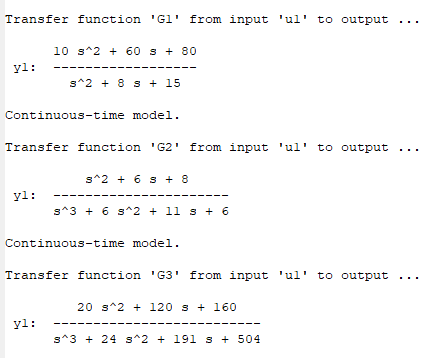 Transfer function 'G1' from input 'u1' to output ...
10 s^2 + 60 s + 80
y1: ------------------
s^2 + 8 s + 15
Continuous-time model.
Transfer function 'G2' from input 'u1' to output ...
s^2 + 6 s + 8
y1: ----------------------
s^3 + 6 s^2 + 11 s + 6
Continuous-time model.
Transfer function 'G3' from input 'u1' to output ...
20 s^2 + 120 s + 160
y1: --------------------------
s^3 + 24 s^2 + 191 s + 504